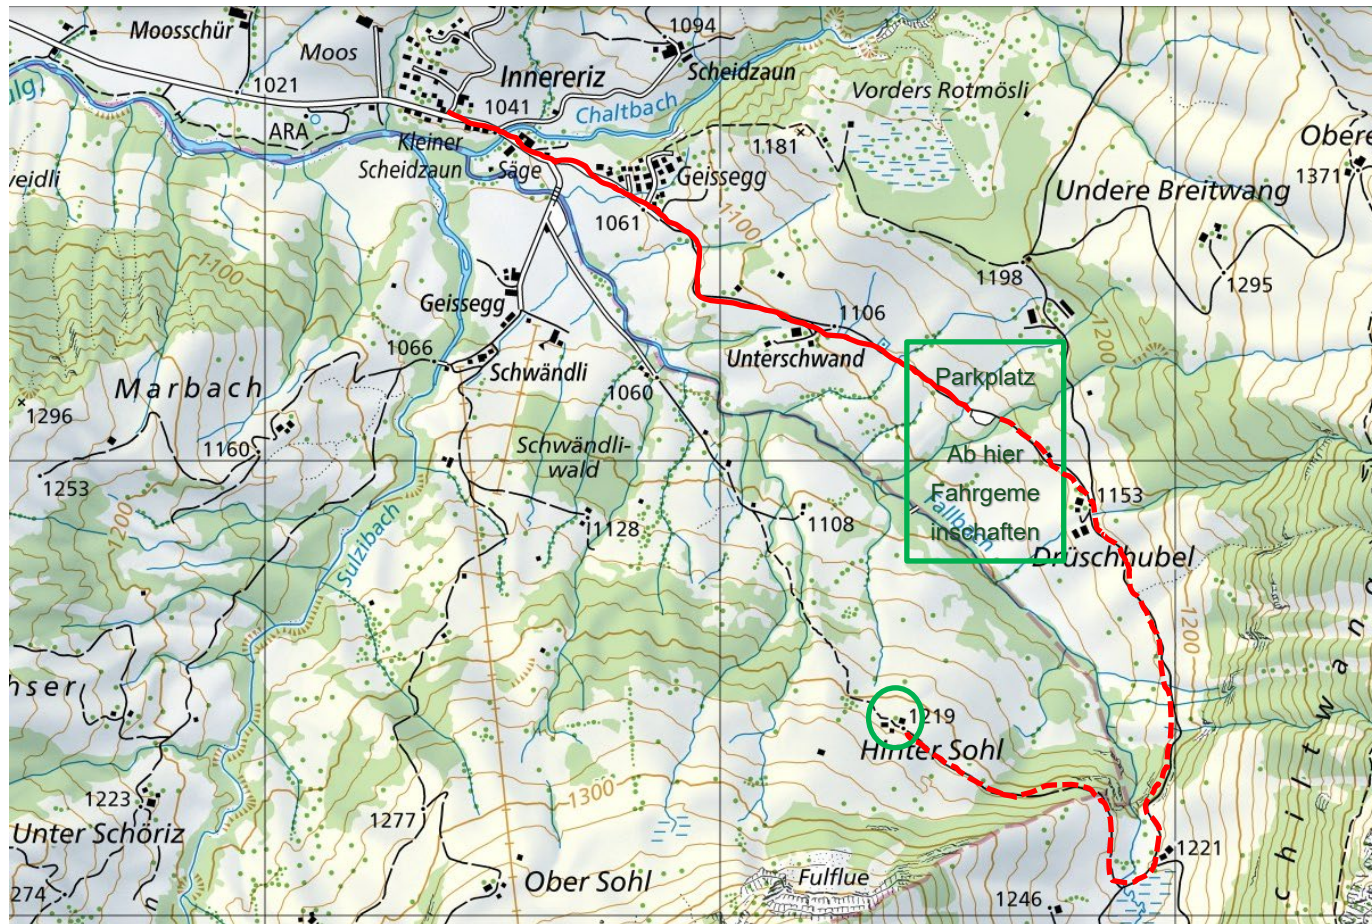 Moosschür
Moos
1094
Scheidzaun
Innereriz
1021
1041
Chaltbach
Vorders Rotmösli
ARA
Kleiner
Scheidzaun
Säge
1181
Geissegg
Ober
1371
Undere Breitwang
1061
1100
1100
1198
1295
Geissegg
1106
1200
1066
Unterschwand
Schwändli
1060
Parkplatz
Marbach
1296
1160
Schwändli-
wald
Ab hier
Fahrgeme
inschaften
1253
1200
1153
1108
1128
Drüschhubel
Sulzibach
1200
1219
Hinter Sohl
1223
1300
1277
Unter Schöriz
1221
274
Ober Sohl
Fulflue
1246